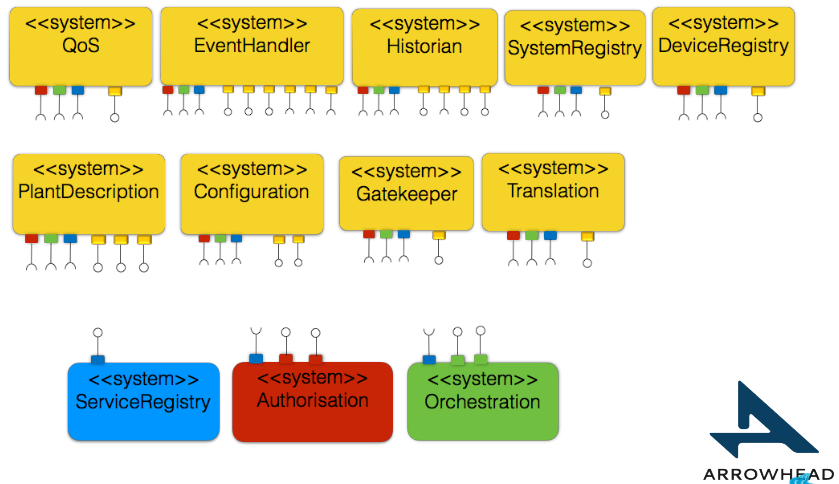 <<system>>
QoS
<<system>>
EventHandler
<<system>>
Historian
<<system>>
SystemRegistry
<<system>>
DeviceRegistry
<<system>>
PlantDescription
<<system>>
Configuration
<<system>>
Gatekeeper
<<system>>
Translation
<<system>>
ServiceRegistry
<<system>>
Authorisation
<<system>>
Orchestration
ARROWHEAD